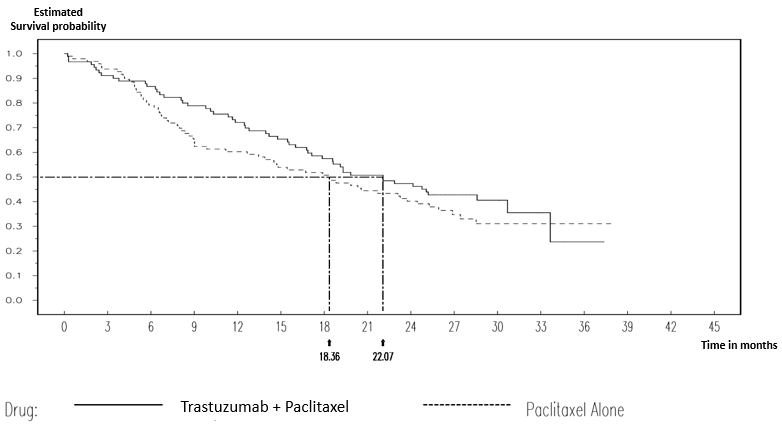 Estimated
Survival probability
1.0
0.9
0.8
0.7
0.6
0.5
0.4
0.3
0.2
0.1
0.0
0 3 6 9 12 15 18 21 24 27 30 33 36 39 42 45
18.36 22.07
Time in months
Drug: Trastuzumab + Paclitaxel Paclitaxel Alone